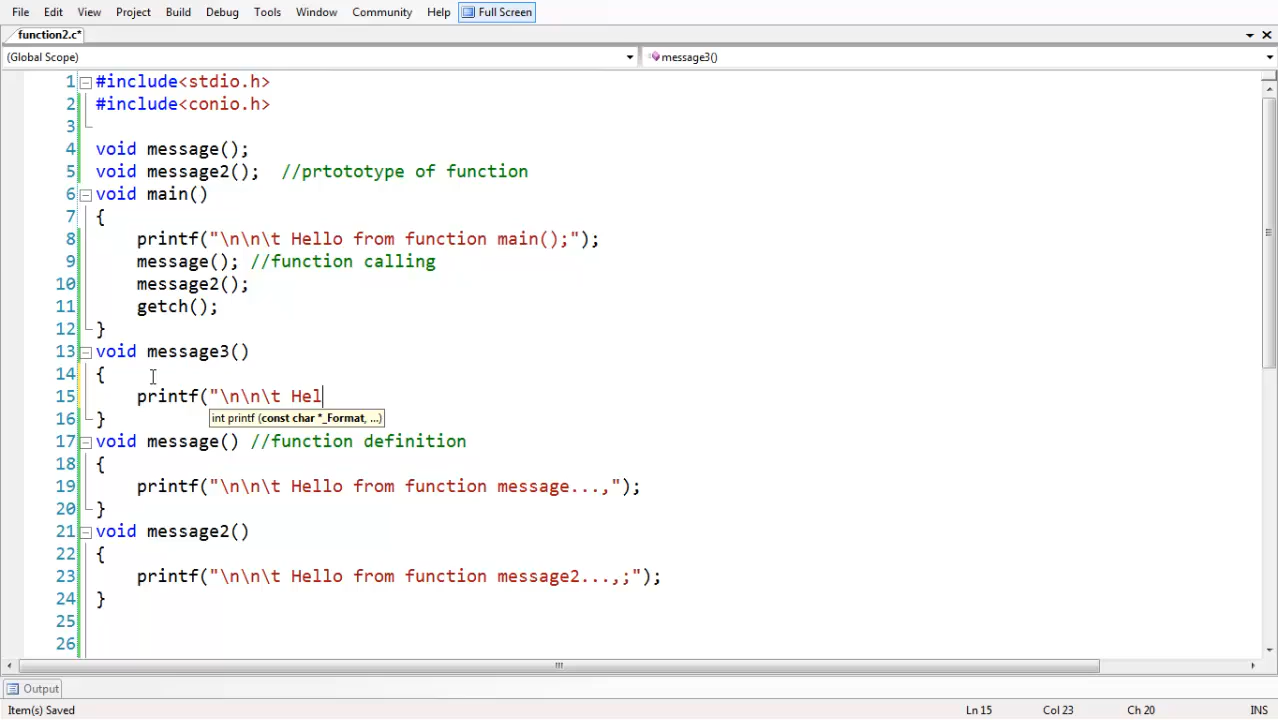 File Edit View Project Build Debug Tools Window Community Help Full Screen
function2.c*
(Global Scope) message3()
1 #include<stdio.h>
2 #include<conio.h>
3
4 void message();
5 void message2();  //prtototype of function
6 void main()
7 {
8     printf("\n\n\t Hello from function main();");
9     message(); //function calling
10     message2();
11     getch();
12 }
13 void message3()
14 {
15     printf("\n\n\t Hel
int printf (const char *_Format, ...)
16 }
17 void message() //function definition
18 {
19     printf("\n\n\t Hello from function message...,");
20 }
21 void message2()
22 {
23     printf("\n\n\t Hello from function message2...,;");
24 }
25
26
Output
Item(s) Saved Ln 15 Col 23 Ch 20 INS